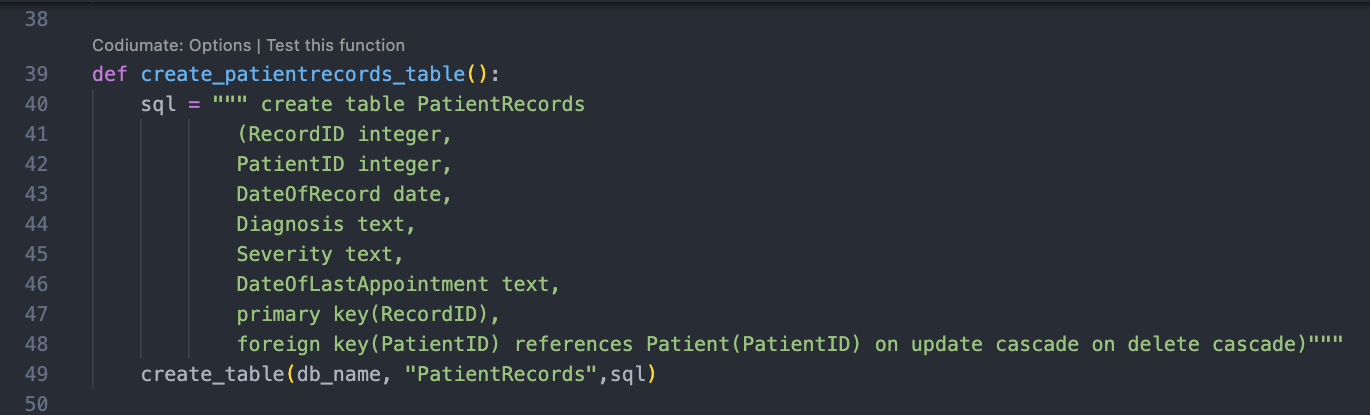 38
Codiumate: Options | Test this function
39 def create_patientrecords_table():
40 sql = """ create table PatientRecords
41 (RecordID integer,
42 PatientID integer,
43 DateOfRecord date,
44 Diagnosis text,
45 Severity text,
46 DateOfLastAppointment text,
47 primary key(RecordID),
48 foreign key(PatientID) references Patient(PatientID) on update cascade on delete cascade)"""
49 create_table(db_name, "PatientRecords",sql)
50